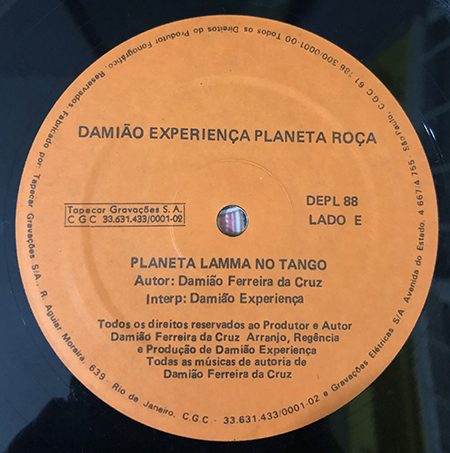 DAMIÃO EXPERIENÇA PLANETA ROÇA
Tapecar Gravações S. A.
C G C 33.631.433/0001-02
DEPL 88
LADO E
PLANETA LAMMA NO TANGO
Autor: Damião Ferreira da Cruz
Interp: Damião Experiença
Todos os direitos reservados ao Produtor e Autor
Damião Ferreira da Cruz Arranjo, Regência
e Produção de Damião Experiença
Todas as músicas de autoria de
Damião Ferreira da Cruz
Todos os Direitos do Produtor Fonográfico. Reservados Fabricado por: Tapecar Gravações S/A., R. Aguiar Moreira, 639, Rio de Janeiro, C.G.C - 33.631.433/0001-02 e Gravações Elétricas S/A Avenida do Estado. 4 667/4 755 São Paulo, C G C 61 186 300/0001-00